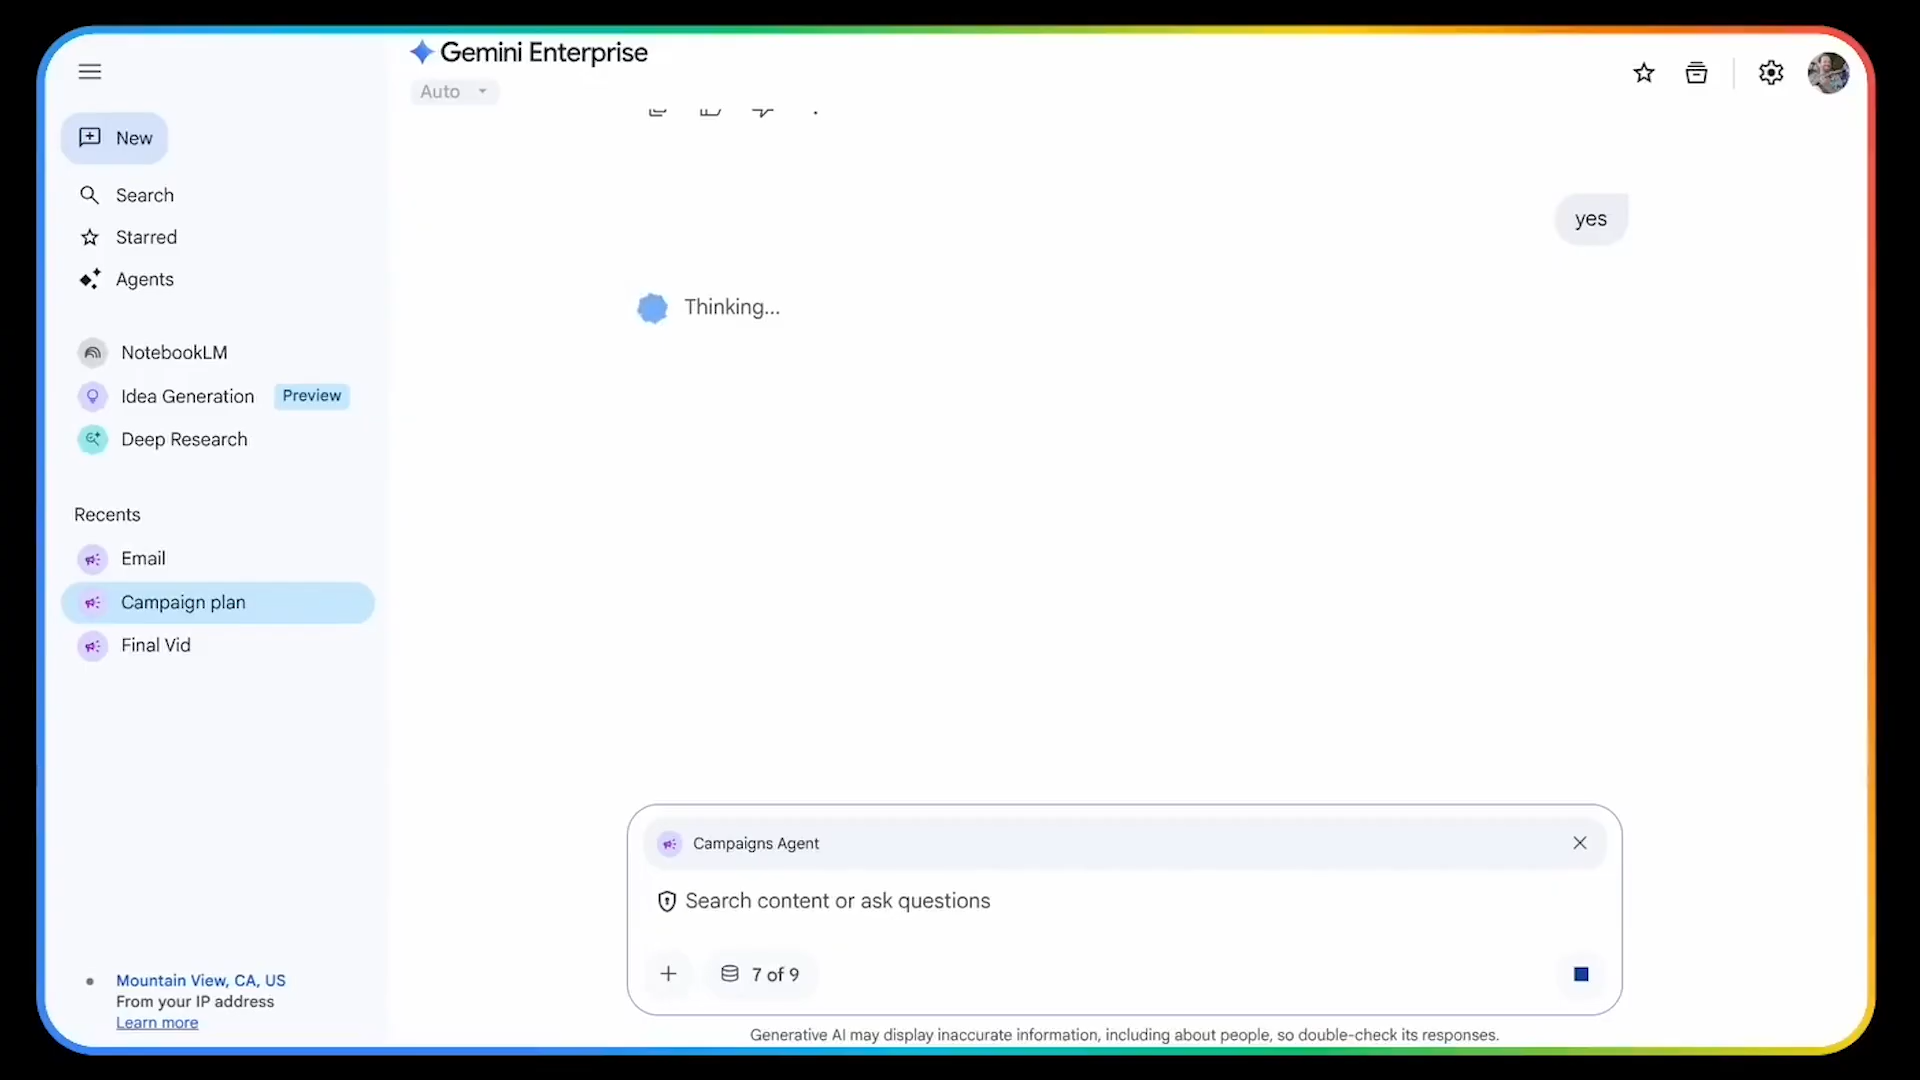 Gemini Enterprise
Auto
New
Search
Starred
Agents
NotebookLM
Idea Generation Preview
Deep Research
Recents
Email
Campaign plan
Final Vid
Mountain View, CA, US
From your IP address
Learn more
yes
Thinking...
Campaigns Agent
Search content or ask questions
7 of 9
Generative AI may display inaccurate information, including about people, so double-check its responses.